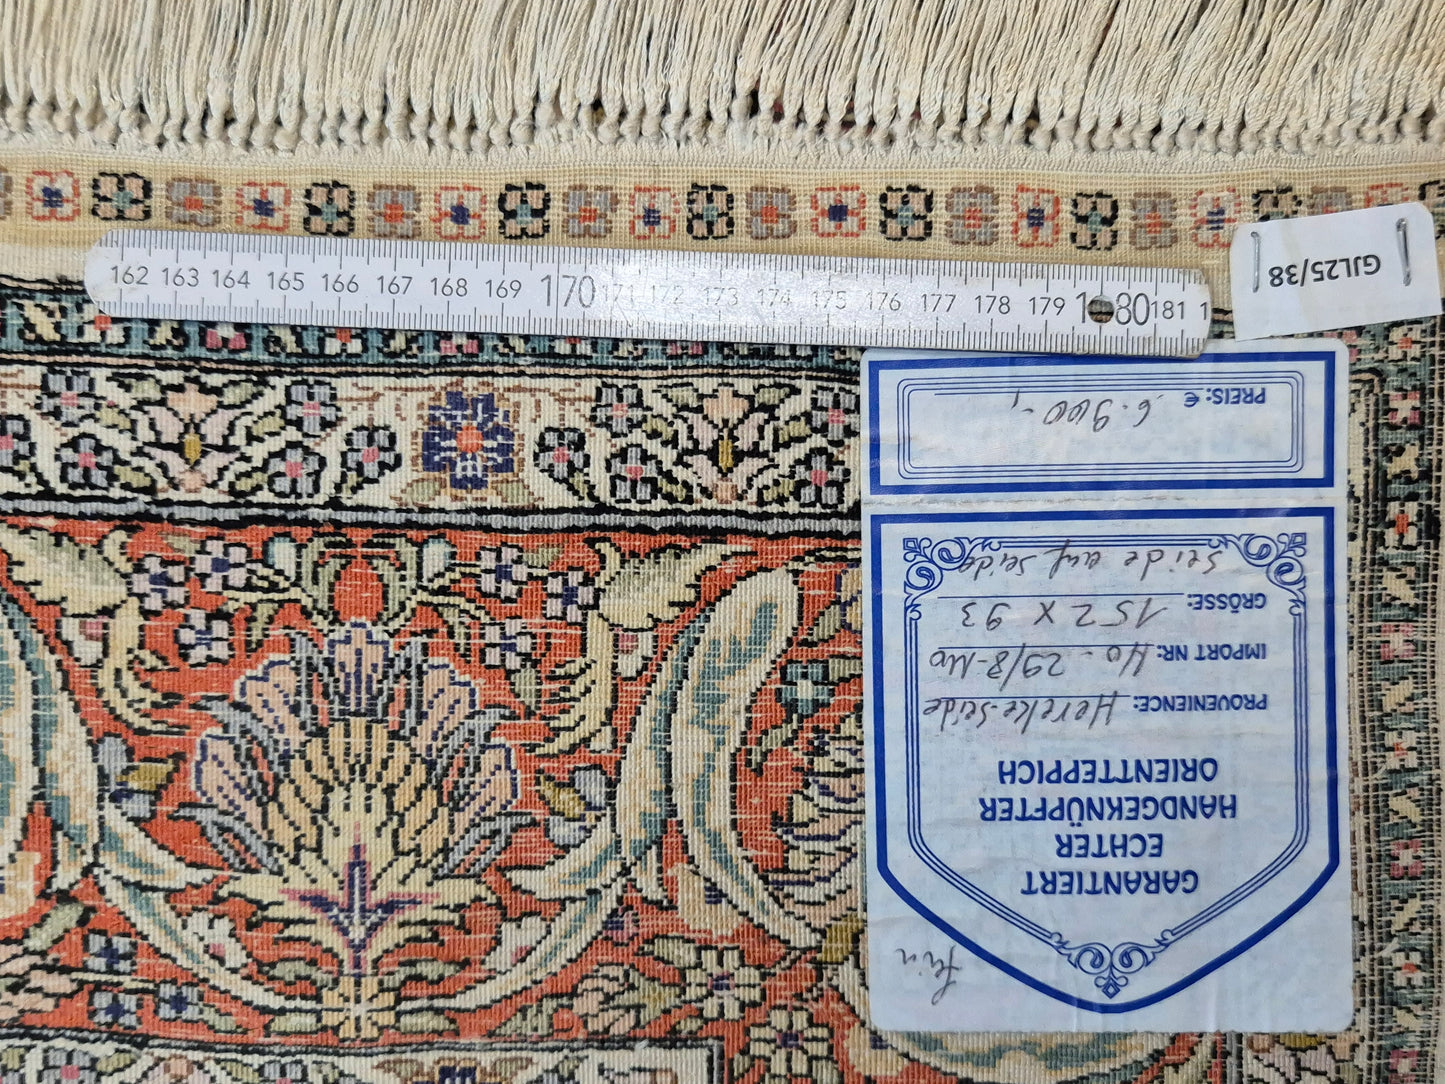 162 163 164 165 166 167 168 169 170 171 172 173 174 175 176 177 178 179 180 181 1
GJL25/38
fein
GARANTIERT
ECHTER
HANDGEKNÜPFTER
ORIENTTEPPICH
PROVENIENCE: Hereke-Seide
IMPORT NR: HO-29/8-MO
GRÖSSE: 152 x 93
Seide auf Seide
PREIS: € 6.900-,